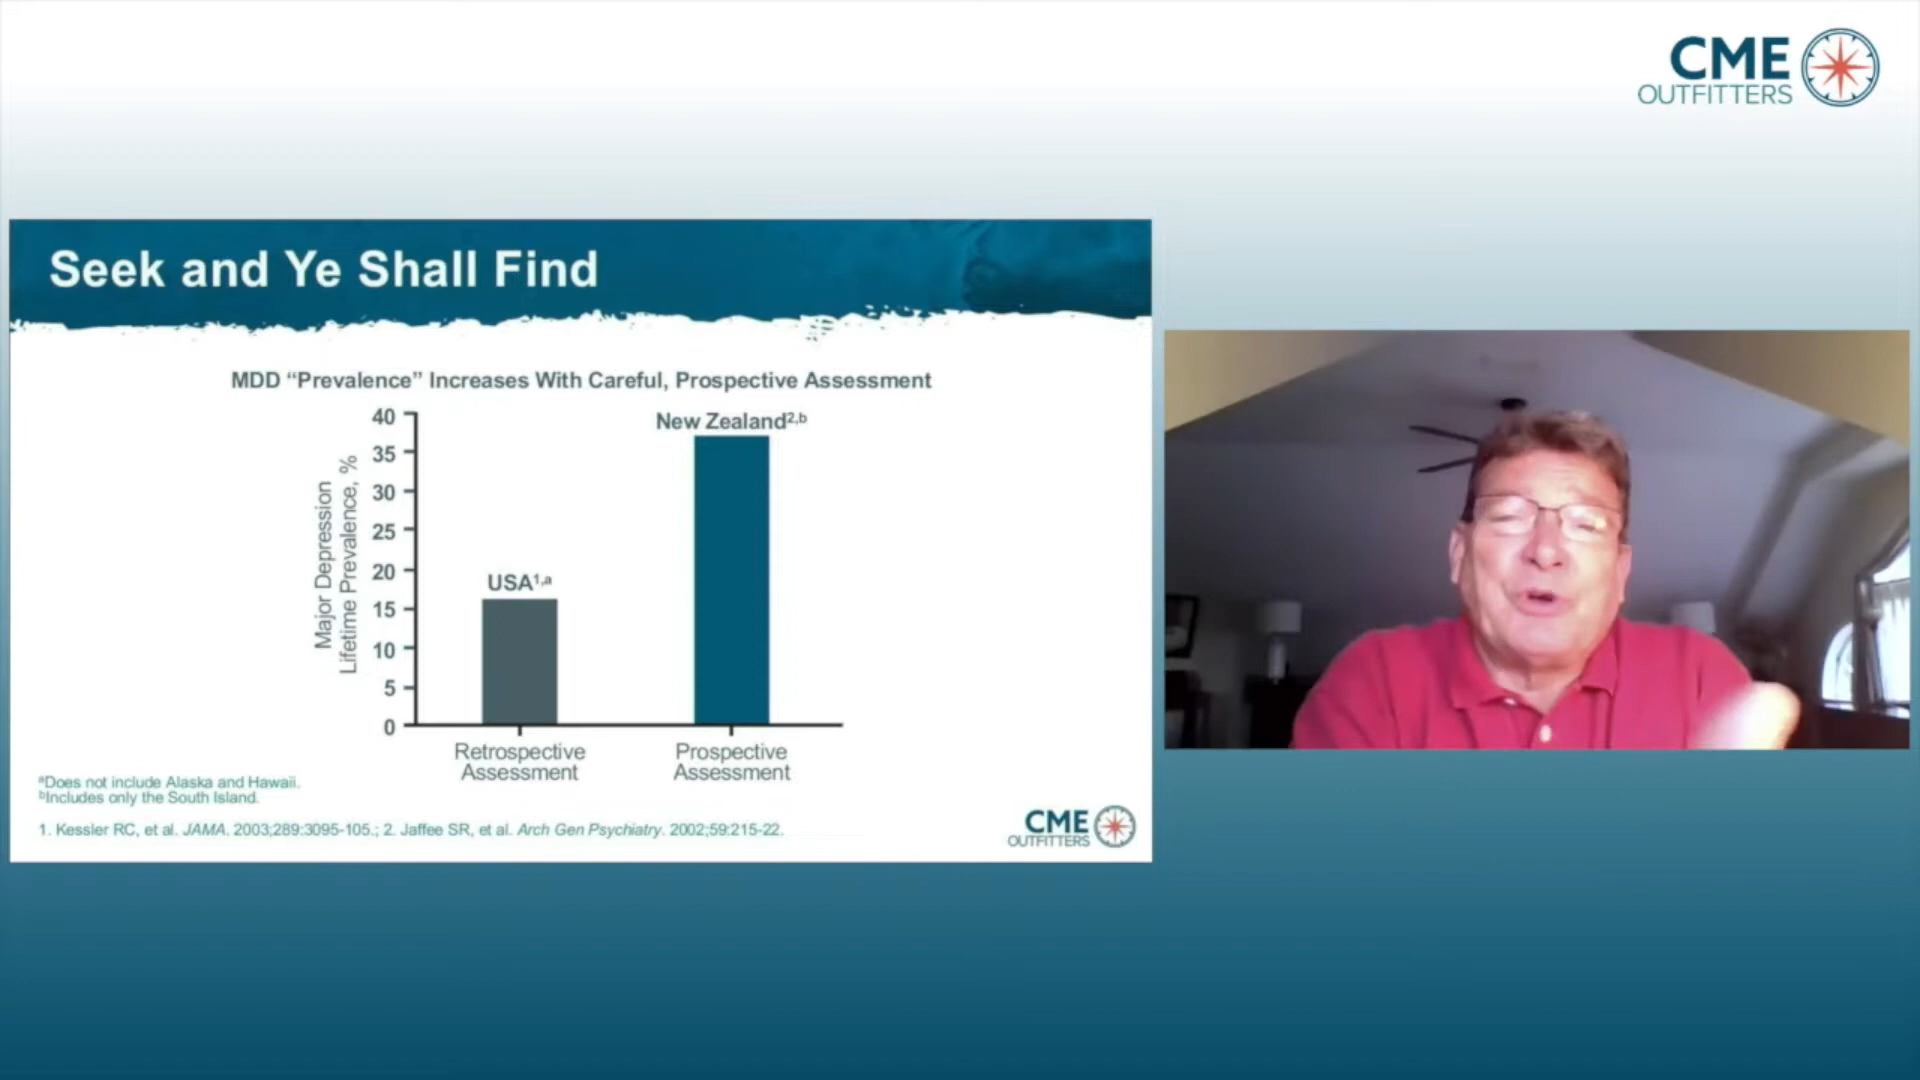 CME
OUTFITTERS
Seek and Ye Shall Find
MDD “Prevalence” Increases With Careful, Prospective Assessment
Major Depression
Lifetime Prevalence, %
40
35
30
25
20
15
10
5
0
USA1,a
New Zealand2,b
Retrospective
Assessment
Prospective
Assessment
aDoes not include Alaska and Hawaii.
bIncludes only the South Island.
1. Kessler RC, et al. JAMA. 2003;289:3095-105.; 2. Jaffee SR, et al. Arch Gen Psychiatry. 2002;59:215-22.
CME
OUTFITTERS